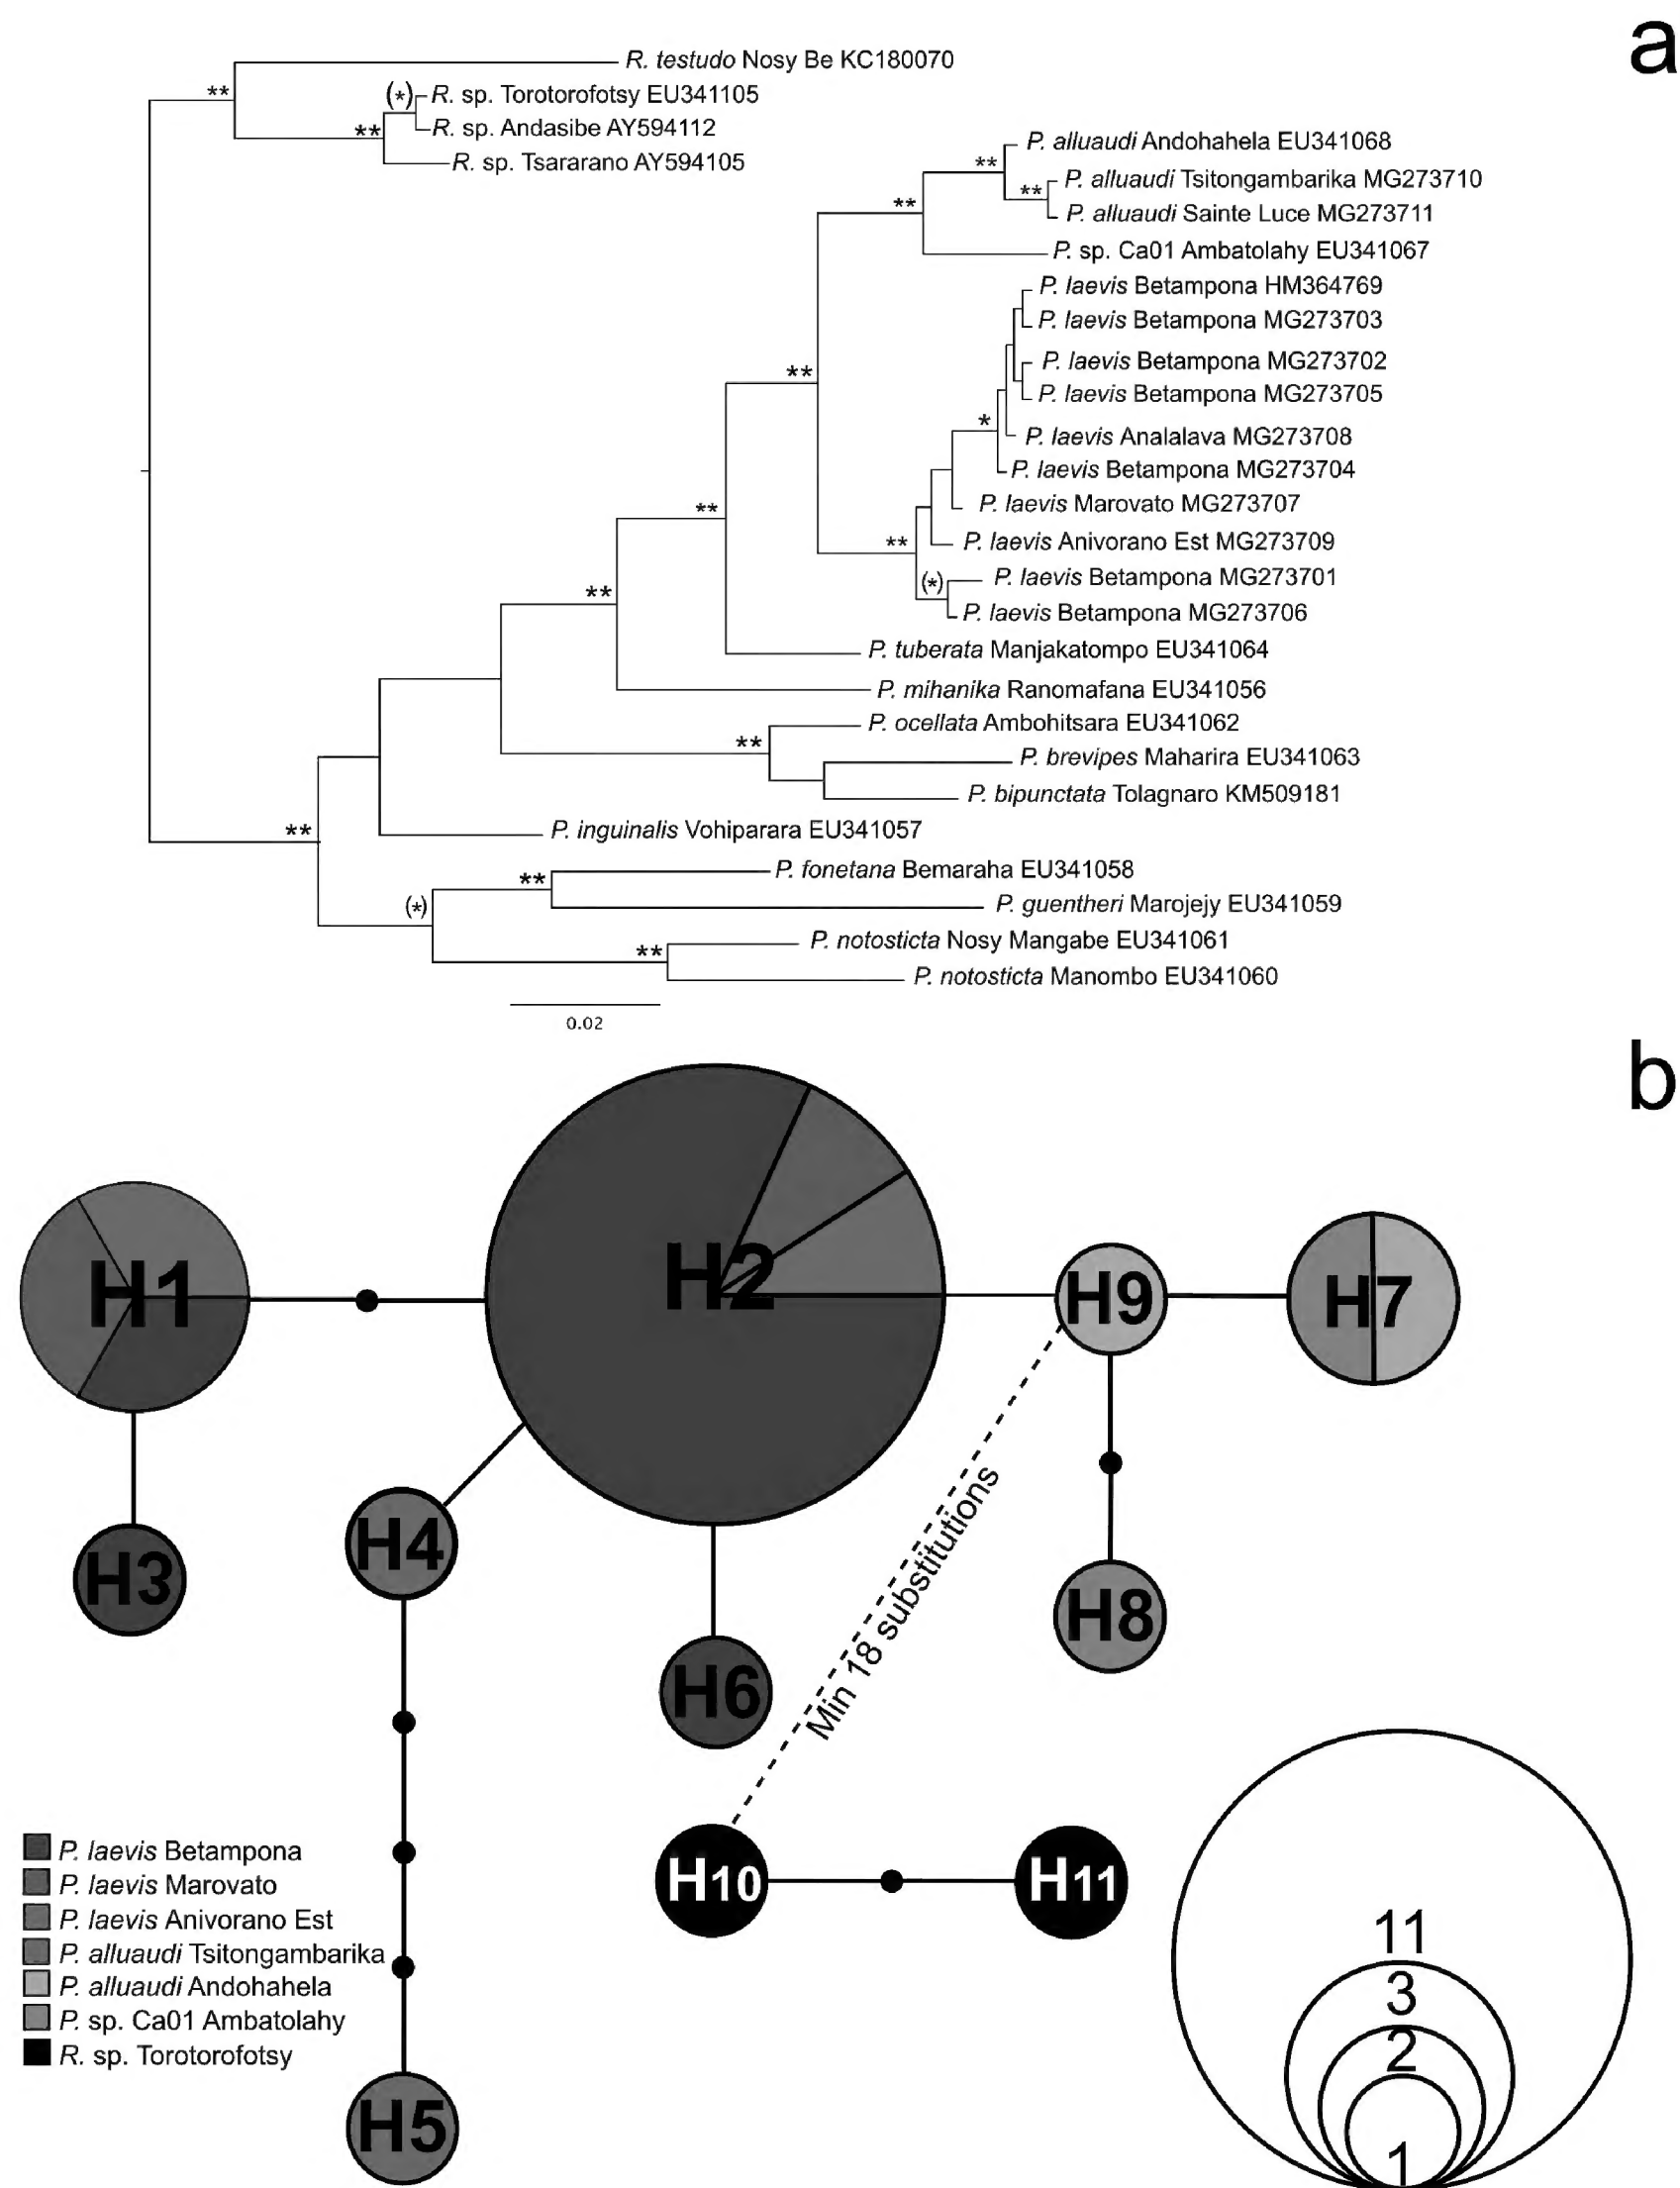 a
R. testudo Nosy Be KC180070
**
(*)
R. sp. Torotorofotsy EU341105
R. sp. Andasibe AY594112
**
R. sp. Tsararano AY594105
P. alluaudi Andohahela EU341068
**
P. alluaudi Tsitongambarika MG273710
**
P. alluaudi Sainte Luce MG273711
**
P. sp. Ca01 Ambatolahy EU341067
P. laevis Betampona HM364769
P. laevis Betampona MG273703
P. laevis Betampona MG273702
**
P. laevis Betampona MG273705
*
P. laevis Analalava MG273708
P. laevis Betampona MG273704
P. laevis Marovato MG273707
**
P. laevis Anivorano Est MG273709
**
P. laevis Betampona MG273701
(*)
P. laevis Betampona MG273706
**
P. tuberata Manjakatompo EU341064
P. mihanika Ranomafana EU341056
P. ocellata Ambohitsara EU341062
**
P. brevipes Maharira EU341063
P. bipunctata Tolagnaro KM509181
**
P. inguinalis Vohiparara EU341057
P. fonetana Bemaraha EU341058
**
(*)
P. guentheri Marojejy EU341059
P. notosticta Nosy Mangabe EU341061
**
P. notosticta Manombo EU341060
0.02
b
H1
H2
H9
H7
H3
H4
H6
H8
Min 18 substitutions
H10
H11
H5
P. laevis Betampona
P. laevis Marovato
P. laevis Anivorano Est
P. alluaudi Tsitongambarika
P. alluaudi Andohahela
P. sp. Ca01 Ambatolahy
R. sp. Torotorofotsy
11
3
2
1